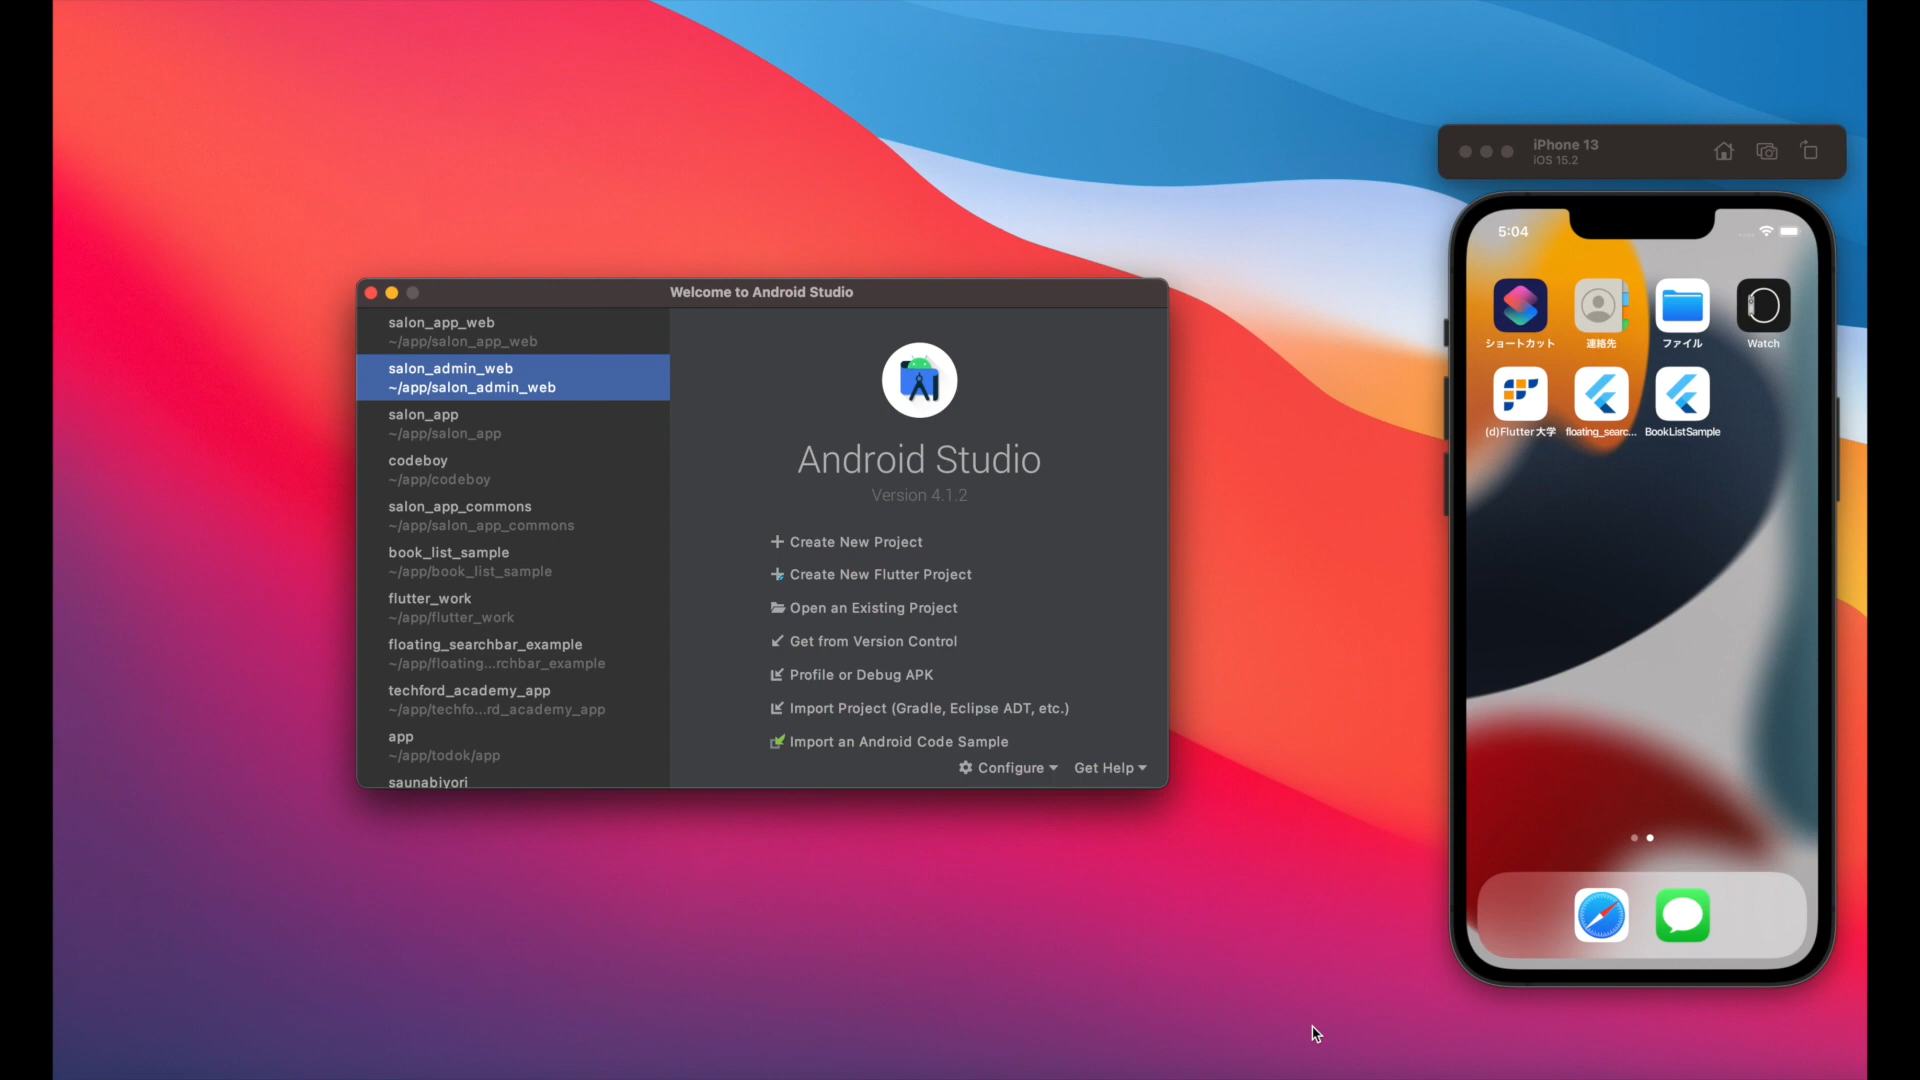 Welcome to Android Studio
salon_app_web
~/app/salon_app_web
salon_admin_web
~/app/salon_admin_web
salon_app
~/app/salon_app
codeboy
~/app/codeboy
salon_app_commons
~/app/salon_app_commons
book_list_sample
~/app/book_list_sample
flutter_work
~/app/flutter_work
floating_searchbar_example
~/app/floating...rchbar_example
techford_academy_app
~/app/techfo...rd_academy_app
app
~/app/todok/app
saunabiyori
Android Studio
Version 4.1.2
Create New Project
Create New Flutter Project
Open an Existing Project
Get from Version Control
Profile or Debug APK
Import Project (Gradle, Eclipse ADT, etc.)
Import an Android Code Sample
Configure
Get Help
iPhone 13
iOS 15.2
5:04
ショートカット
連絡先
ファイル
Watch
(d)Flutter大学
floating_searc...
BookListSample